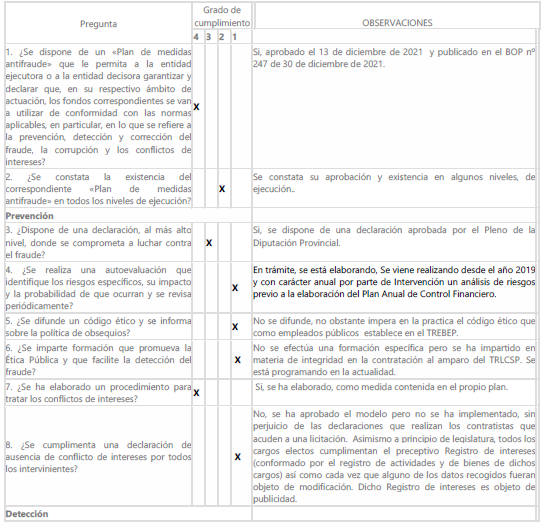 Pregunta
Grado de
cumplimiento
OBSERVACIONES
4 3 2 1
1. ¿Se dispone de un «Plan de medidas
antifraude» que le permita a la entidad
ejecutora o a la entidad decisora garantizar y
declarar que, en su respectivo ámbito de
actuación, los fondos correspondientes se van
a utilizar de conformidad con las normas
aplicables, en particular, en lo que se refiere a
la prevención, detección y corrección del
fraude, la corrupción y los conflictos de
intereses?
X
Si, aprobado el 13 de diciembre de 2021 y publicado en el BOP nº
247 de 30 de diciembre de 2021.
2. ¿Se constata la existencia del
correspondiente «Plan de medidas
antifraude» en todos los niveles de ejecución?
X
Se constata su aprobación y existencia en algunos niveles, de
ejecución..
Prevención
3. ¿Dispone de una declaración, al más alto
nivel, donde se comprometa a luchar contra
el fraude?
X
Si, se dispone de una declaración aprobada por el Pleno de la
Diputación Provincial.
4. ¿Se realiza una autoevaluación que
identifique los riesgos específicos, su impacto
y la probabilidad de que ocurran y se revisa
periódicamente?
X
En trámite, se está elaborando, Se viene realizando desde el año 2019
y con carácter anual por parte de Intervención un análisis de riesgos
previo a la elaboración del Plan Anual de Control Financiero.
5. ¿Se difunde un código ético y se informa
sobre la política de obsequios?
X
No se difunde, no obstante impera en la practica el código ético que
como empleados públicos establece en el TREBEP.
6. ¿Se imparte formación que promueva la
Ética Pública y que facilite la detección del
fraude?
X
No se efectúa una formación específica pero se ha impartido en
materia de integridad en la contratación al amparo del TRLCSP. Se
está programando en la actualidad.
7. ¿Se ha elaborado un procedimiento para
tratar los conflictos de intereses?
X
Si, se ha elaborado, como medida contenida en el propio plan.
8. ¿Se cumplimenta una declaración de
ausencia de conflicto de intereses por todos
los intervinientes?
X
No, se ha aprobado el modelo pero no se ha implementado, sin
perjuicio de las declaraciones que realizan los contratistas que
acuden a una licitación. Asimismo a principio de legislatura, todos los
cargos electos cumplimentan el preceptivo Registro de intereses
(conformado por el registro de actividades y de bienes de dichos
cargos) así como cada vez que alguno de los datos recogidos fueran
objeto de modificación. Dicho Registro de intereses es objeto de
publicidad.
Detección